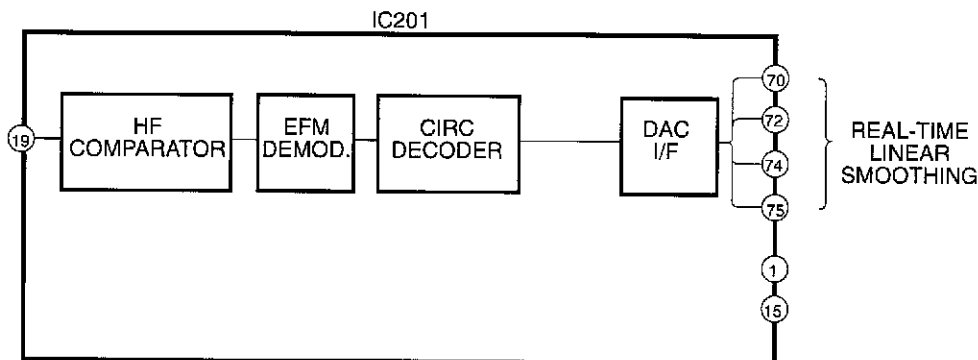 IC201
19
HF
COMPARATOR
EFM
DEMOD.
CIRC
DECODER
DAC
I/F
70
72
74
75
REAL-TIME
LINEAR
SMOOTHING
1
15